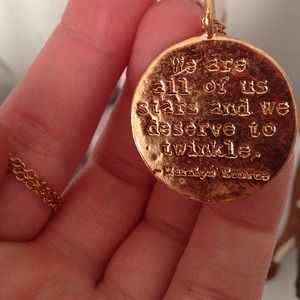 We are
all of us
stars and we
deserve to
twinkle.
-Marilyn Monroe